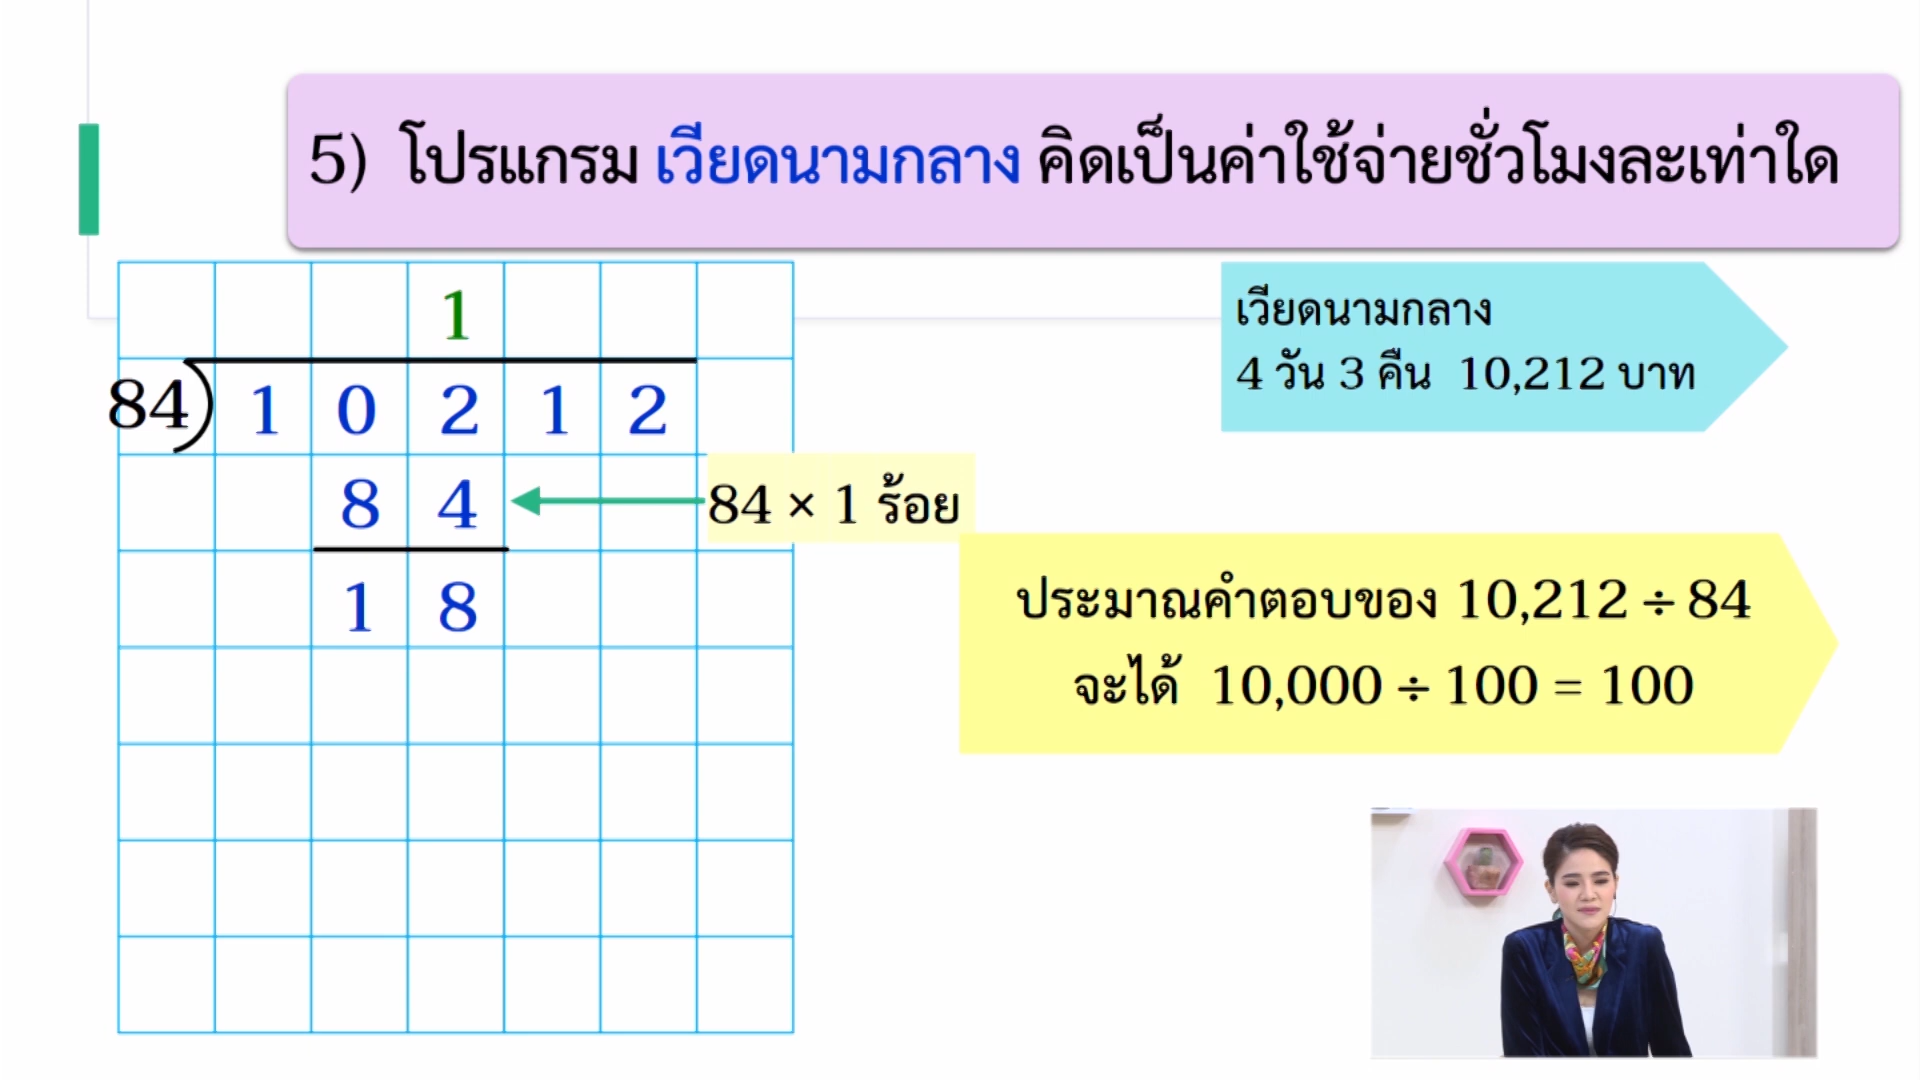 5) โปรแกรม เวียดนามกลาง คิดเป็นค่าใช้จ่ายชั่วโมงละเท่าใด
1
84 1 0 2 1 2
8 4
84 × 1 ร้อย
1 8
เวียดนามกลาง
4 วัน 3 คืน 10,212 บาท
ประมาณคำตอบของ 10,212 ÷ 84
จะได้ 10,000 ÷ 100 = 100